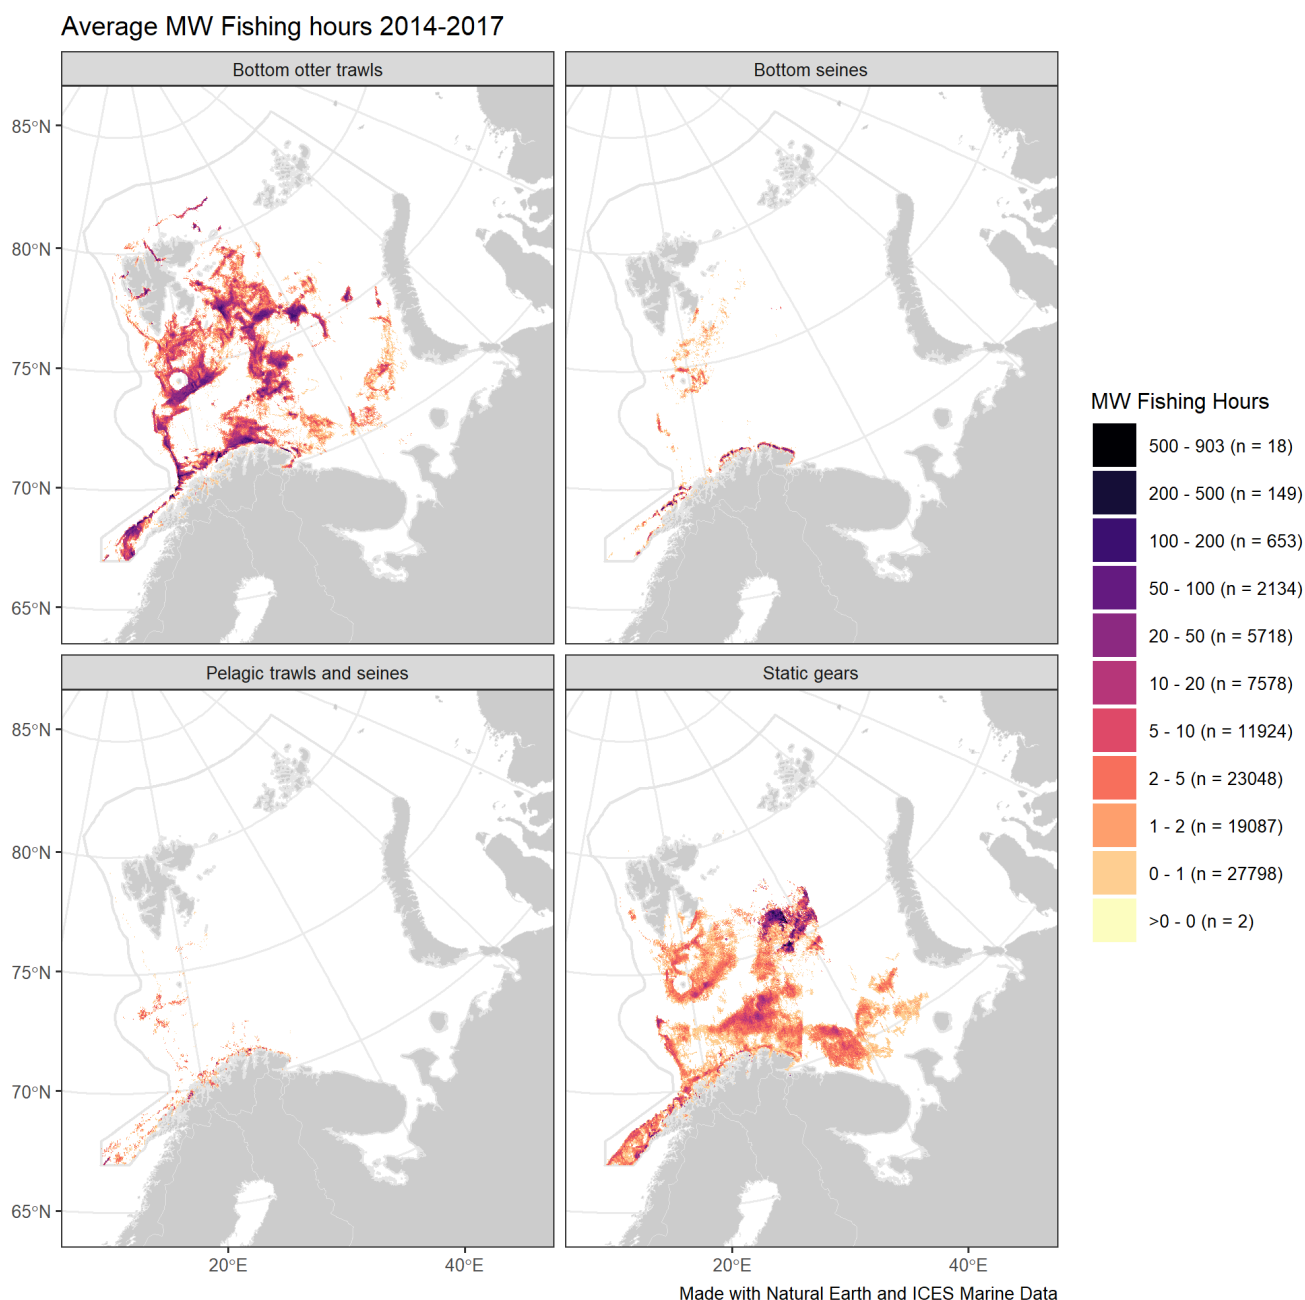 Average MW Fishing hours 2014-2017
Bottom otter trawls
Bottom seines
85°N
80°N
75°N
70°N
65°N
Pelagic trawls and seines
Static gears
85°N
80°N
75°N
70°N
65°N
20°E
40°E
20°E
40°E
MW Fishing Hours
500 - 903 (n = 18)
200 - 500 (n = 149)
100 - 200 (n = 653)
50 - 100 (n = 2134)
20 - 50 (n = 5718)
10 - 20 (n = 7578)
5 - 10 (n = 11924)
2 - 5 (n = 23048)
1 - 2 (n = 19087)
0 - 1 (n = 27798)
>0 - 0 (n = 2)
Made with Natural Earth and ICES Marine Data